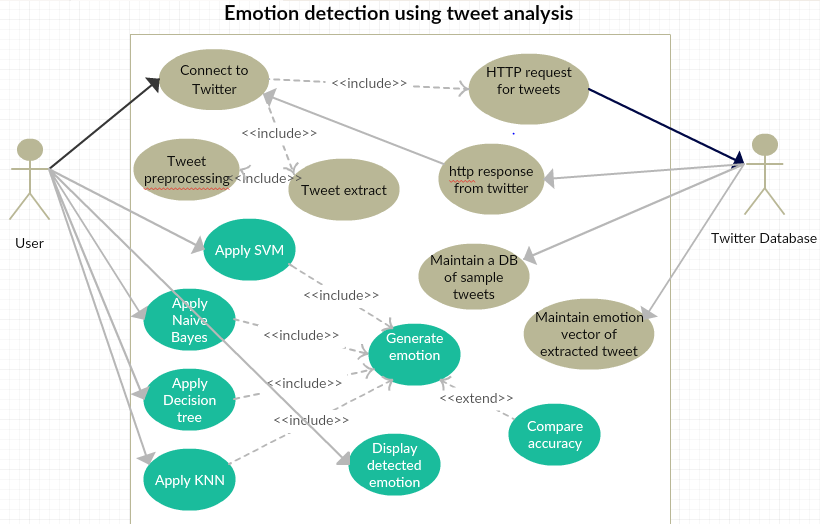 Emotion detection using tweet analysis
Connect to
Twitter
<<include>>
HTTP request
for tweets
.
<<include>>
Tweet
preprocessing
<<include>>
Tweet extract
http response
from twitter
User
Twitter Database
Apply SVM
Maintain a DB
of sample
tweets
<<include>>
Apply
Naive
Bayes
<<include>>
Generate
emotion
Maintain emotion
vector of
extracted tweet
Apply
Decision
tree
<<include>>
<<extend>>
<<include>>
Compare
accuracy
Apply KNN
Display
detected
emotion